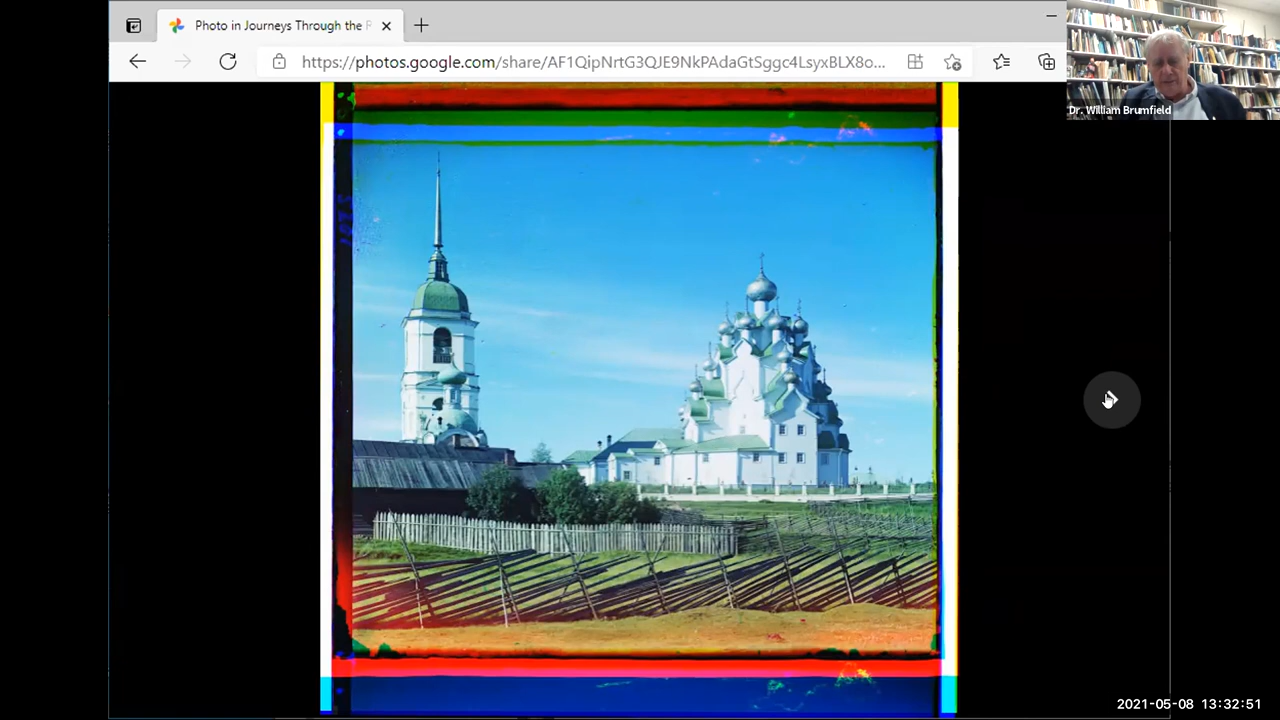 Photo in Journeys Through the R
https://photos.google.com/share/AF1QipNrtG3QJE9NkPAdaGtSggc4LsyxBLX8o...
Dr. William Brumfield
2021-05-08 13:32:51